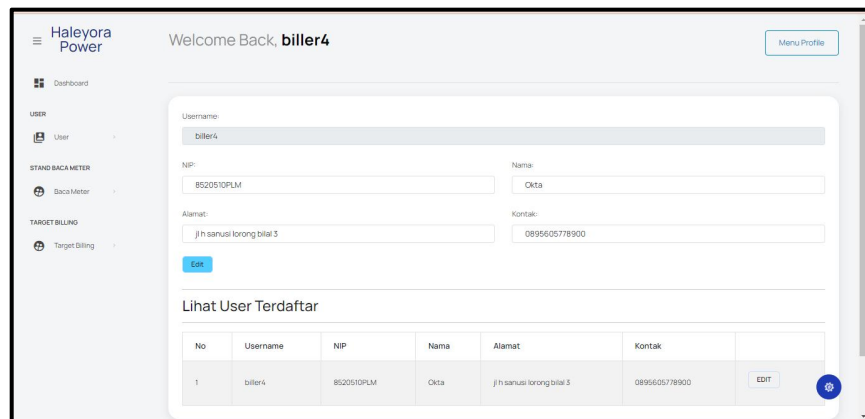 Haleyora
Power
Welcome Back, biller4
Menu Profile
Dashboard
USER
User
STAND BACA METER
Baca Meter
TARGET BILLING
Target Billing
Username:
biller4
NIP:
Nama:
8520510PLM
Okta
Alamat:
Kontak:
jl h sanusi lorong bilal 3
0895605778900
Edit
Lihat User Terdaftar
No Username NIP Nama Alamat Kontak
1 biller4 8520510PLM Okta jl h sanusi lorong bilal 3 0895605778900 EDIT